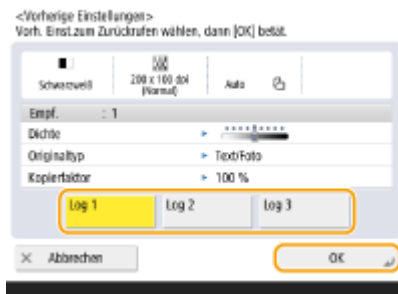 <Vorherige Einstellungen>
Vorh. Einst.zum Zurückrufen wählen, dann [OK] betät.
Schwarzweiß
200 x 100 dpi
(Normal)
Auto
Empf. : 1
Dichte
Originaltyp
Text/Foto
Kopierfaktor
100 %
Log 1
Log 2
Log 3
Abbrechen
OK